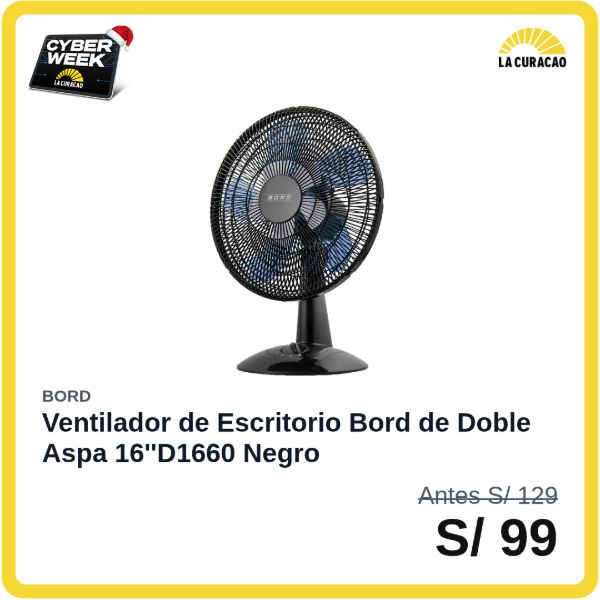 CYBER
WEEK
LA CURACAO
LA CURACAO
BORD
BORD
Ventilador de Escritorio Bord de Doble
Aspa 16"D1660 Negro
Antes S/ 129
S/ 99